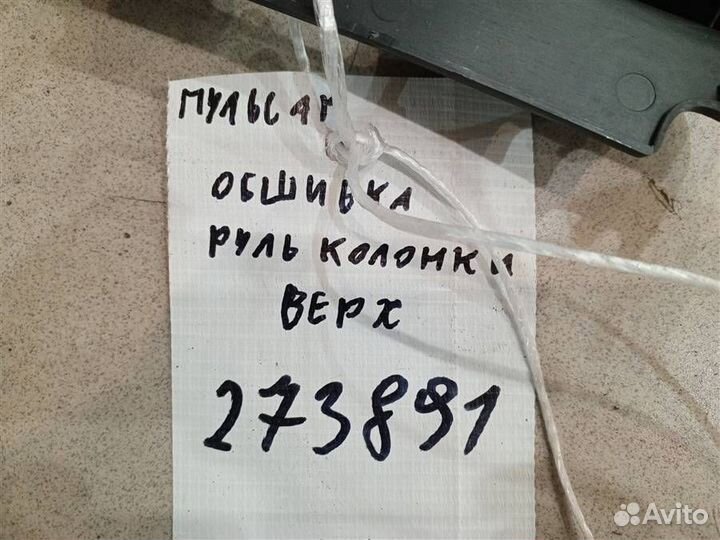 ПУЛЬСАР
ОБШИВКА
РУЛЬ КОЛОНКИ
ВЕРХ
273891
Avito